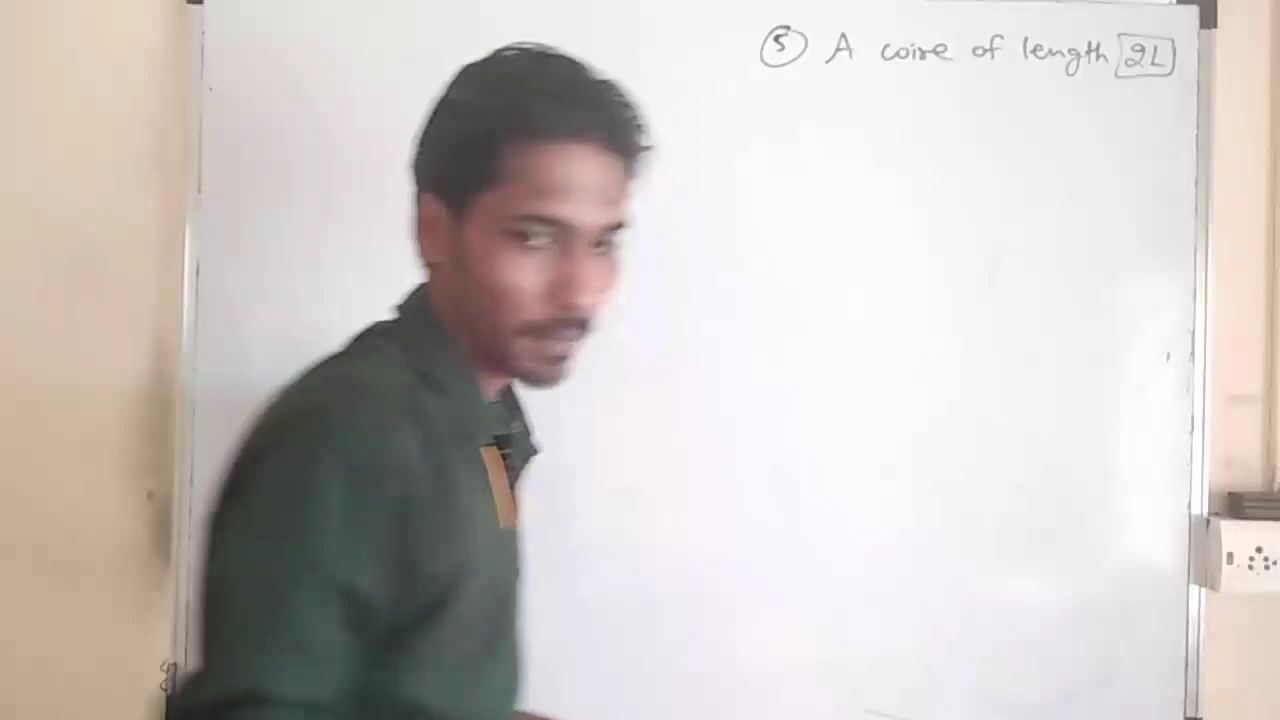 ⑤ A wire of length 2L